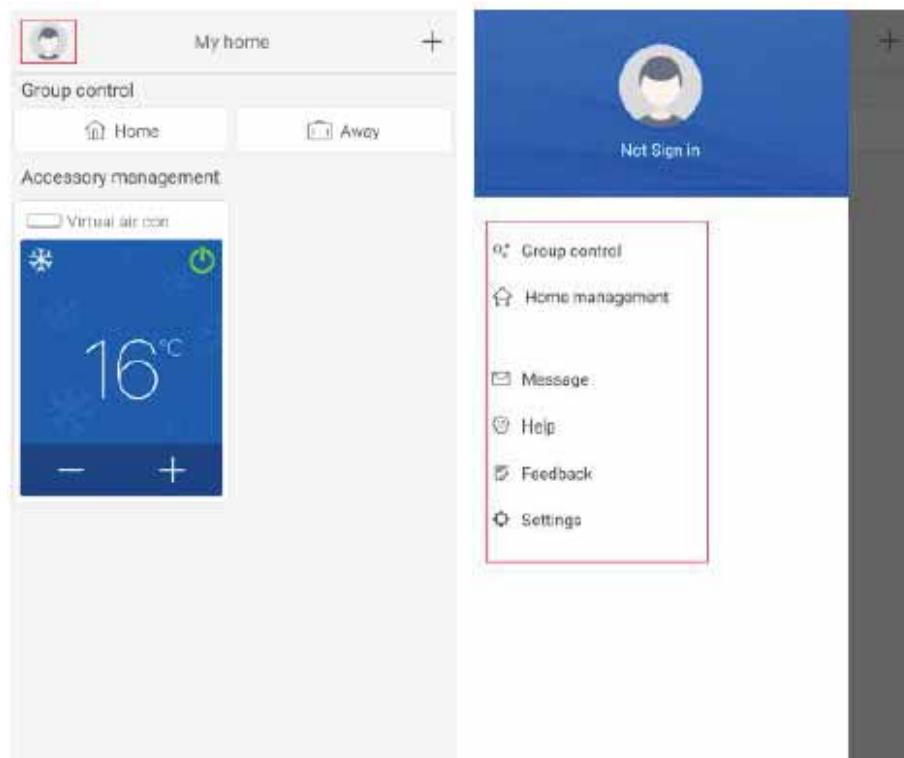 My home
Group control
Home
Away
Accessory management
Virtual air con
16°C
Not Sign in
Group control
Home management
Message
Help
Feedback
Settings